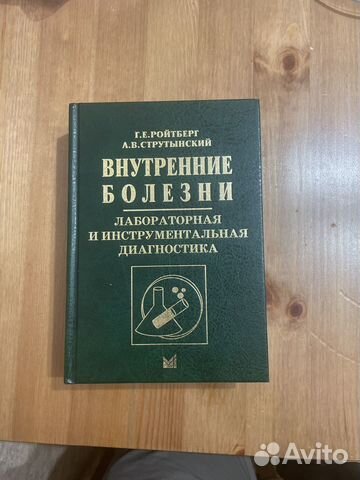 Г.Е.РОЙТБЕРГ
А.В.СТРУТЫНСКИЙ
ВНУТРЕННИЕ
БОЛЕЗНИ
ЛАБОРАТОРНАЯ
И ИНСТРУМЕНТАЛЬНАЯ
ДИАГНОСТИКА
Avito